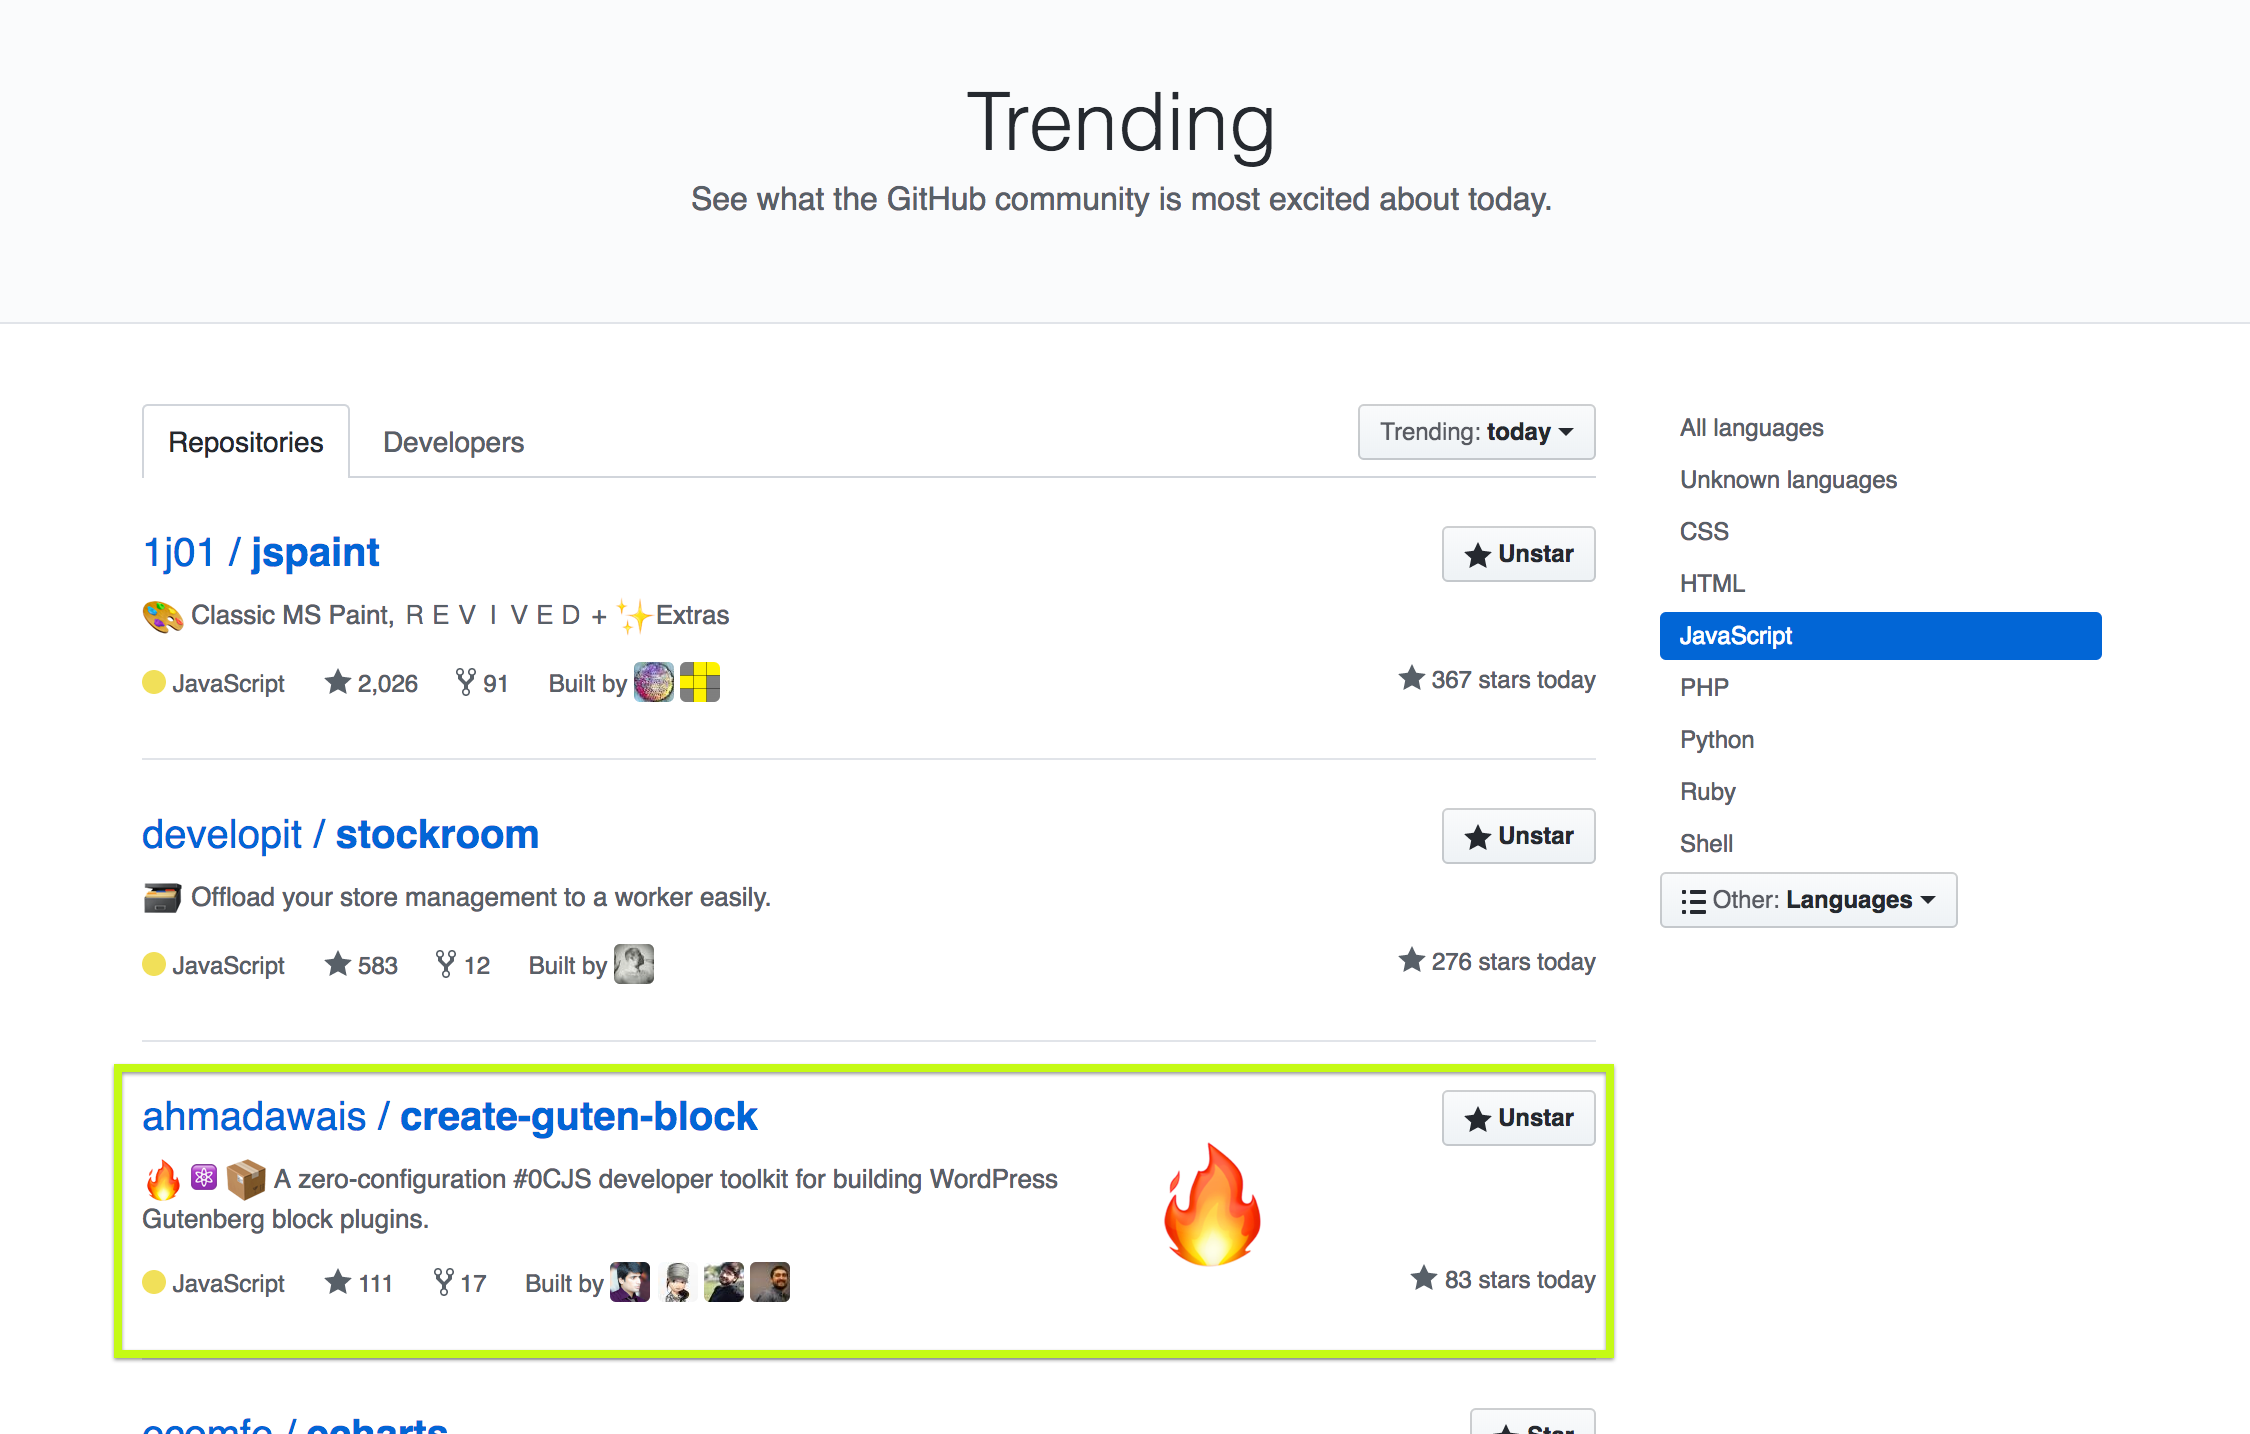 Trending
See what the GitHub community is most excited about today.
Repositories
Developers
Trending: today
1j01 / jspaint
Unstar
Classic MS Paint, R E V I V E D + ✨Extras
JavaScript 2,026 91 Built by
367 stars today
developit / stockroom
Unstar
Offload your store management to a worker easily.
JavaScript 583 12 Built by
276 stars today
ahmadawais / create-guten-block
Unstar
A zero-configuration #0CJS developer toolkit for building WordPress
Gutenberg block plugins.
JavaScript 111 17 Built by
83 stars today
ecomfe / echarts
Star
All languages
Unknown languages
CSS
HTML
JavaScript
PHP
Python
Ruby
Shell
Other: Languages